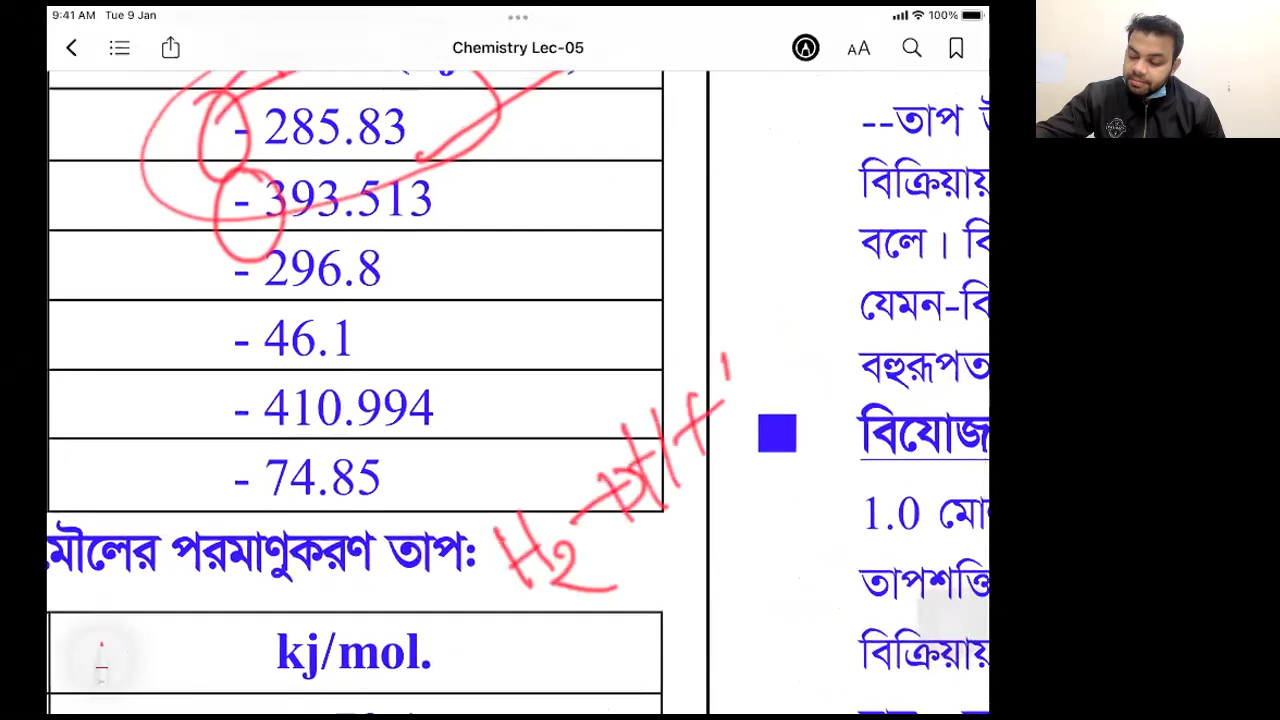 9:41 AM Tue 9 Jan
100%
Chemistry Lec-05
AA
- 285.83
- 393.513
- 296.8
- 46.1
- 410.994
- 74.85
মৌলের পরমাণুকরণ তাপঃ
H2 → H + H
kj/mol.
--তাপ
বিক্রিয়ায়
বলে। বি
যেমন-বি
বহুরূপত
বিযোজ
1.0 মো
তাপশক্তি
বিক্রিয়ায়